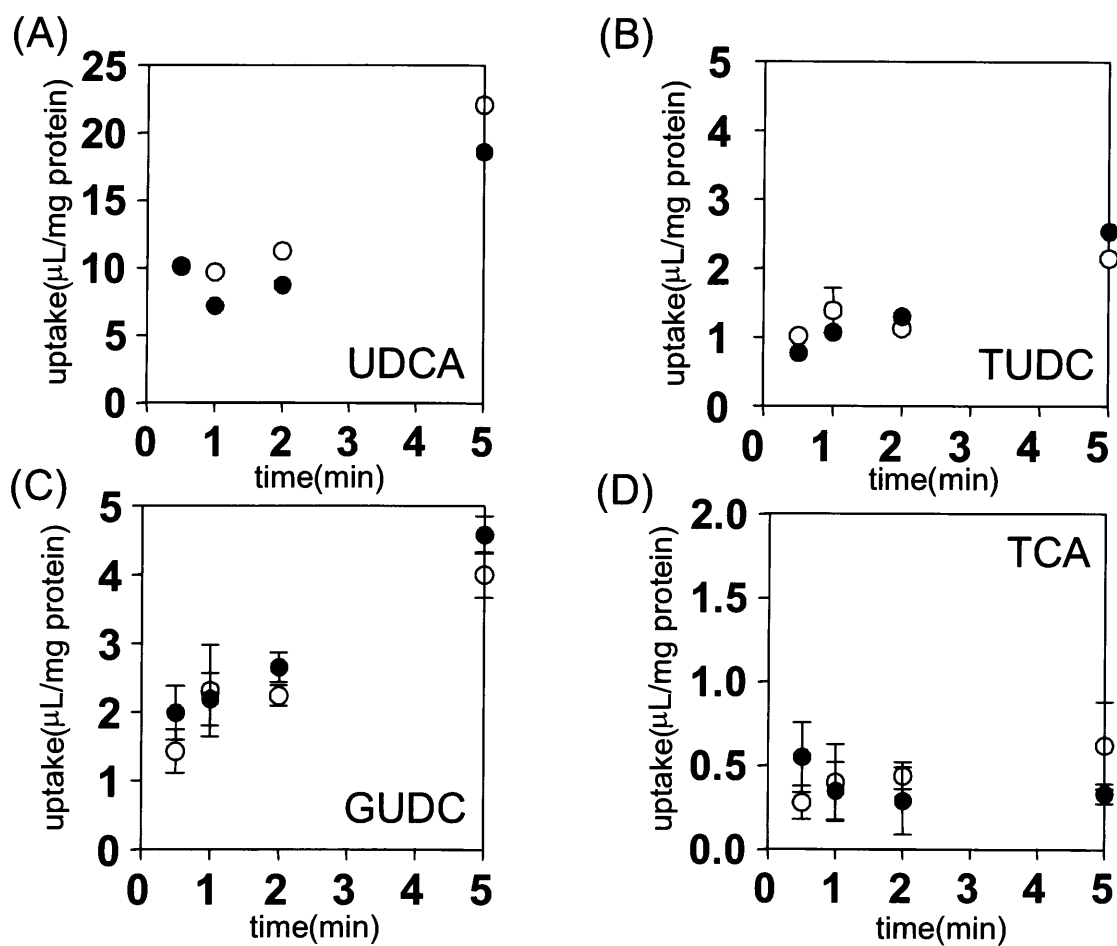 (A)
25
20
15
10
5
0
uptake(μL/mg protein)
UDCA
0 1 2 3 4 5
time(min)
(B)
5
4
3
2
1
0
uptake(μL/mg protein)
TUDC
0 1 2 3 4 5
time(min)
(C)
5
4
3
2
1
0
uptake(μL/mg protein)
GUDC
0 1 2 3 4 5
time(min)
(D)
2.0
1.5
1.0
0.5
0.0
uptake(μL/mg protein)
TCA
0 1 2 3 4 5
time(min)